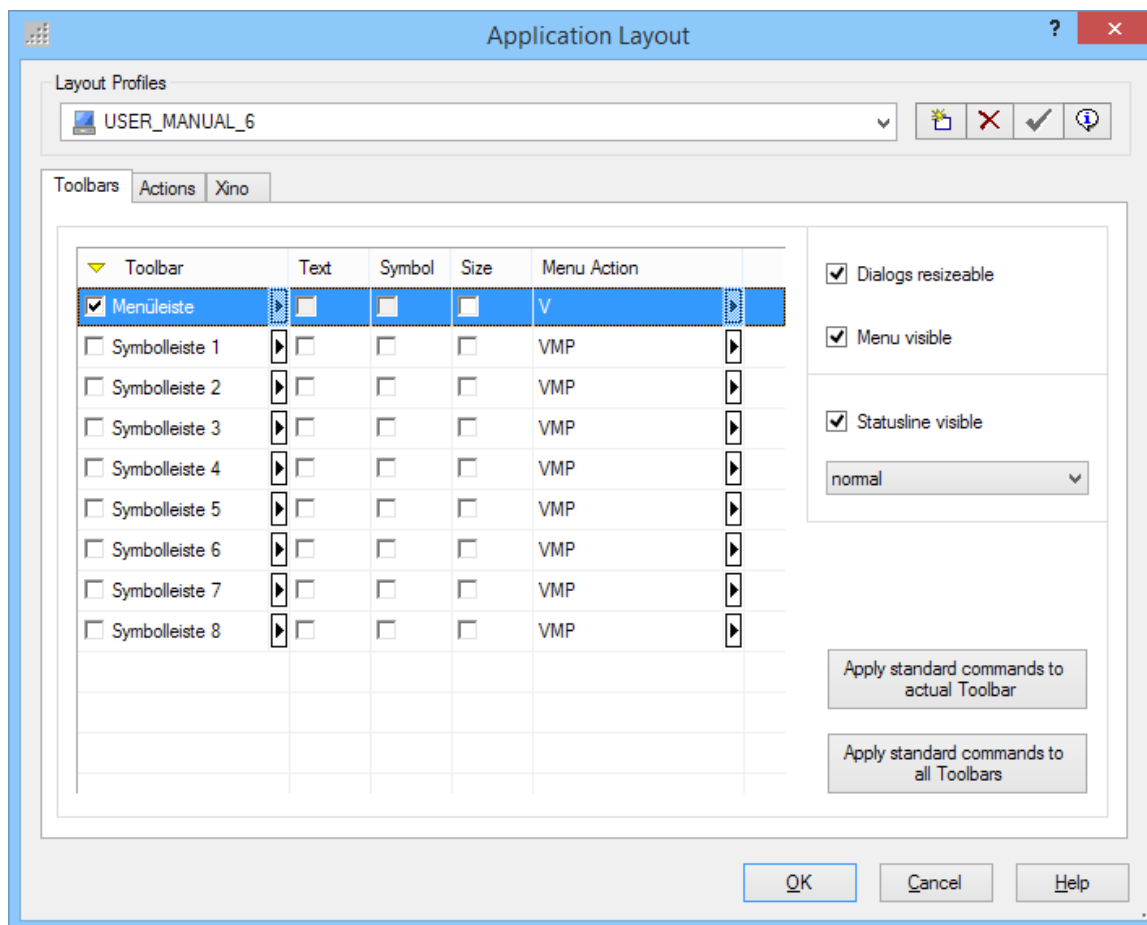 Application Layout
?
Layout Profiles
USER_MANUAL_6
Toolbars Actions Xino
Toolbar Text Symbol Size Menu Action
Menüleiste V
Symbolleiste 1 VMP
Symbolleiste 2 VMP
Symbolleiste 3 VMP
Symbolleiste 4 VMP
Symbolleiste 5 VMP
Symbolleiste 6 VMP
Symbolleiste 7 VMP
Symbolleiste 8 VMP
Dialogs resizeable
Menu visible
Statusline visible
normal
Apply standard commands to
actual Toolbar
Apply standard commands to
all Toolbars
OK Cancel Help